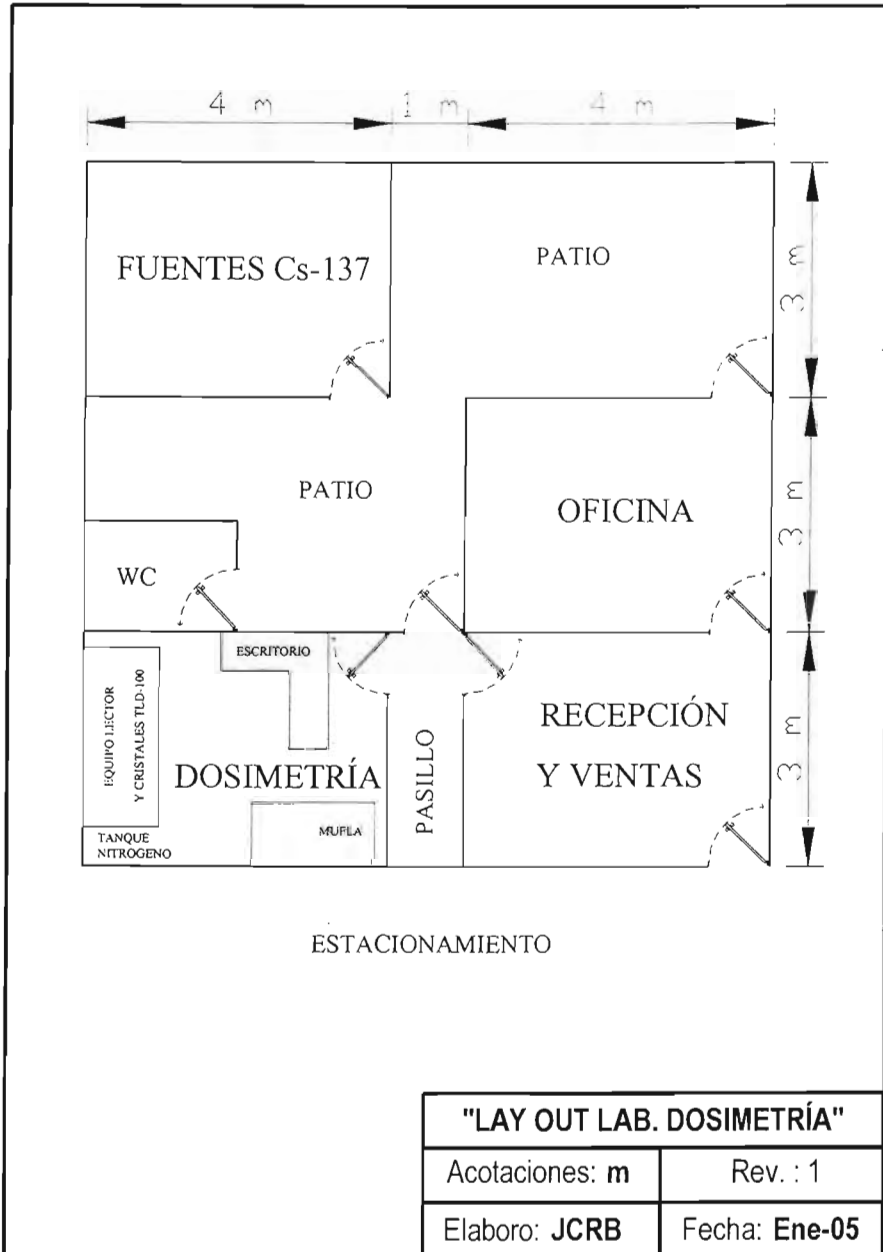 4 m
1 m
4 m
FUENTES Cs-137
PATIO
3 m
PATIO
OFICINA
3 m
WC
ESCRITORIO
EQUIPO LECTOR
Y CRISTALES TLD-100
DOSIMETRÍA
PASILLO
RECEPCIÓN
Y VENTAS
3 m
MUFLA
TANQUE
NITROGENO
ESTACIONAMIENTO
"LAY OUT LAB. DOSIMETRÍA"
Acotaciones: m
Rev. : 1
Elaboro: JCRB
Fecha: Ene-05